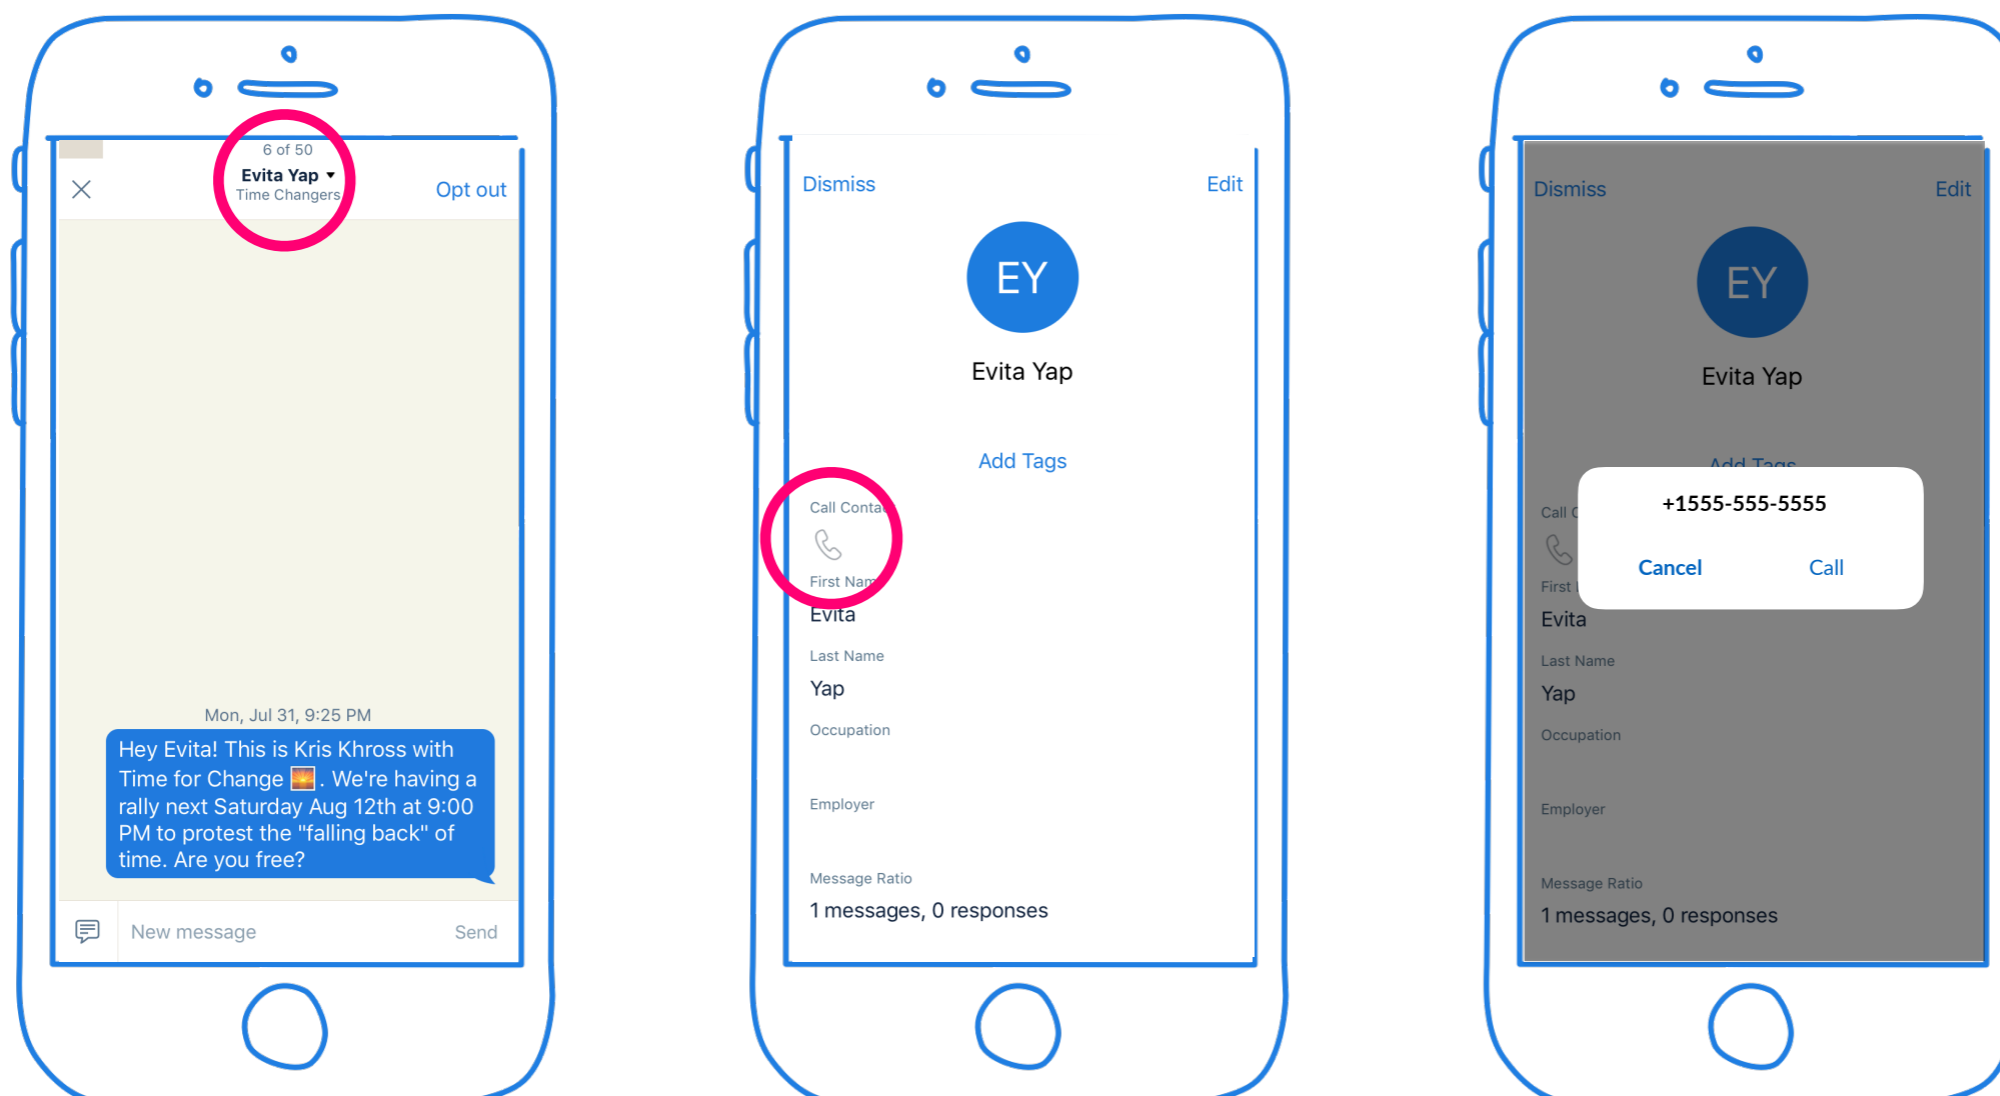 6 of 50
Evita Yap
Time Changers
Opt out
Mon, Jul 31, 9:25 PM
Hey Evita! This is Kris Khross with
Time for Change 🌅. We're having a
rally next Saturday Aug 12th at 9:00
PM to protest the "falling back" of
time. Are you free?
New message
Send
Dismiss
Edit
EY
Evita Yap
Add Tags
Call Contac
First Nam
Evita
Last Name
Yap
Occupation
Employer
Message Ratio
1 messages, 0 responses
Dismiss
Edit
EY
Evita Yap
Add Tags
+1555-555-5555
Cancel
Call
Call
First
Evita
Last Name
Yap
Occupation
Employer
Message Ratio
1 messages, 0 responses